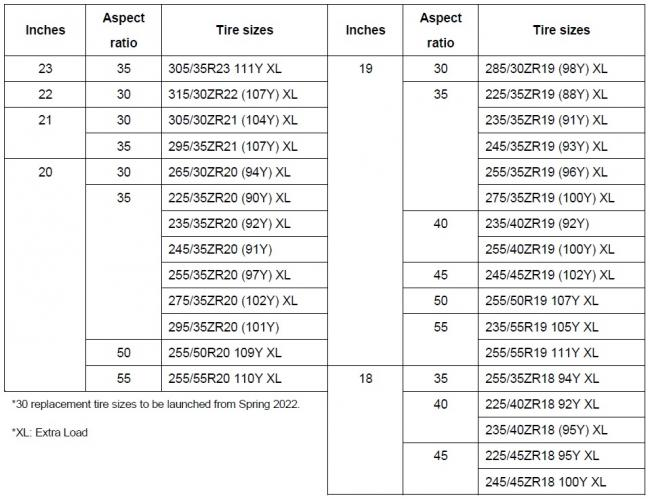 Inches Aspect ratio Tire sizes
23 35 305/35R23 111Y XL
22 30 315/30ZR22 (107Y) XL
21 30 305/30ZR21 (104Y) XL
35 295/35ZR21 (107Y) XL
20 30 265/30ZR20 (94Y) XL
35 225/35ZR20 (90Y) XL
235/35ZR20 (92Y) XL
245/35ZR20 (91Y)
255/35ZR20 (97Y) XL
275/35ZR20 (102Y) XL
295/35ZR20 (101Y)
50 255/50R20 109Y XL
55 255/55R20 110Y XL
*30 replacement tire sizes to be launched from Spring 2022.
*XL: Extra Load
Inches Aspect ratio Tire sizes
19 30 285/30ZR19 (98Y) XL
35 225/35ZR19 (88Y) XL
235/35ZR19 (91Y) XL
245/35ZR19 (93Y) XL
255/35ZR19 (96Y) XL
275/35ZR19 (100Y) XL
40 235/40ZR19 (92Y)
255/40ZR19 (100Y) XL
45 245/45ZR19 (102Y) XL
50 255/50R19 107Y XL
55 235/55R19 105Y XL
255/55R19 111Y XL
18 35 255/35ZR18 94Y XL
40 225/40ZR18 92Y XL
235/40ZR18 (95Y) XL
45 225/45ZR18 95Y XL
245/45ZR18 100Y XL